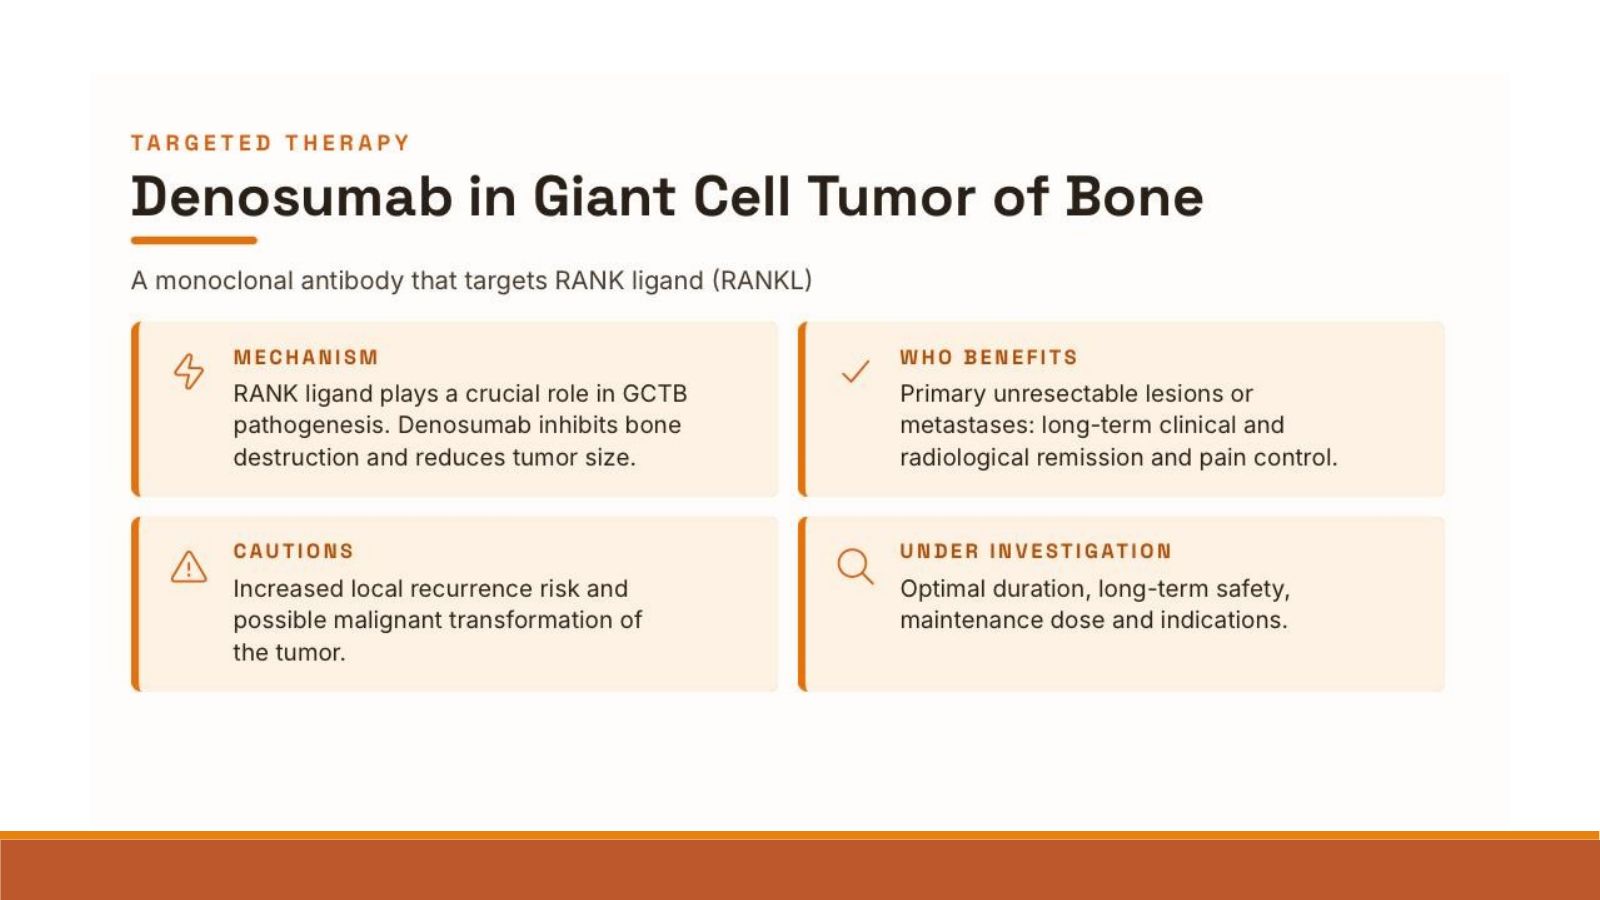 TARGETED THERAPY
Denosumab in Giant Cell Tumor of Bone
A monoclonal antibody that targets RANK ligand (RANKL)
MECHANISM
RANK ligand plays a crucial role in GCTB
pathogenesis. Denosumab inhibits bone
destruction and reduces tumor size.
WHO BENEFITS
Primary unresectable lesions or
metastases: long-term clinical and
radiological remission and pain control.
CAUTIONS
Increased local recurrence risk and
possible malignant transformation of
the tumor.
UNDER INVESTIGATION
Optimal duration, long-term safety,
maintenance dose and indications.